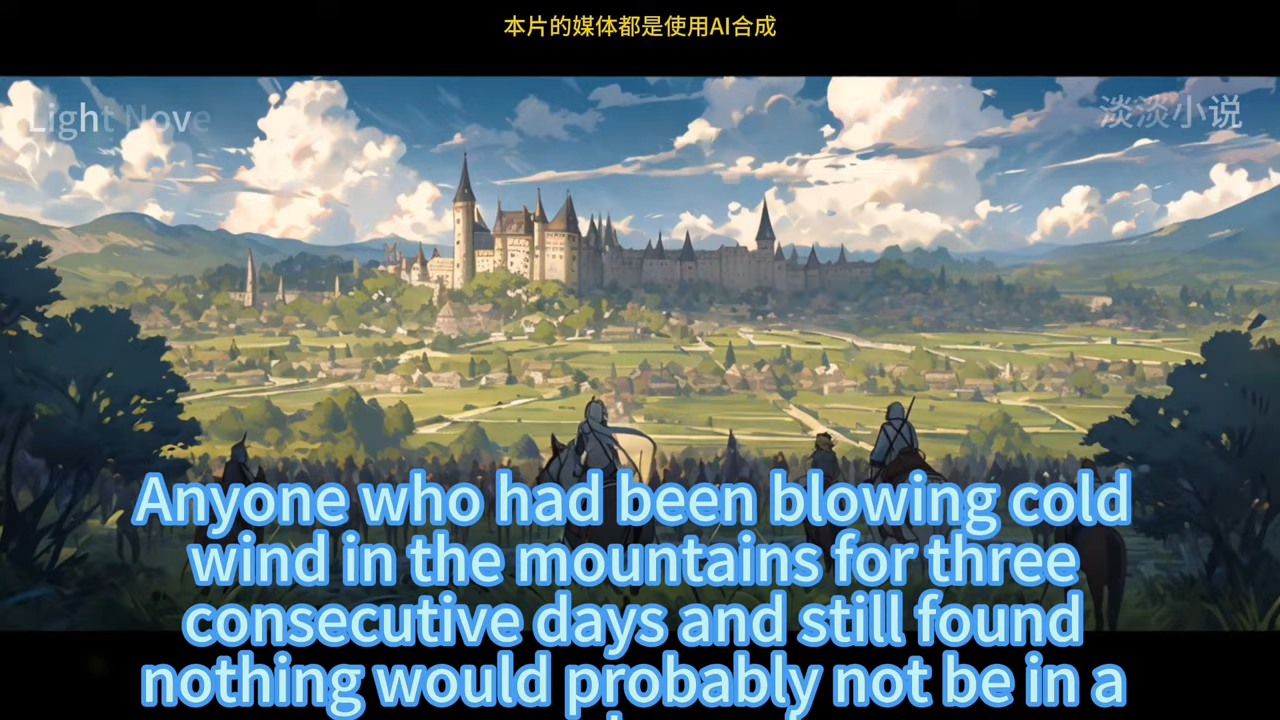 本片的媒体都是使用AI合成
Light Nove
淡淡小说
Anyone who had been blowing cold
wind in the mountains for three
consecutive days and still found
nothing would probably not be in a